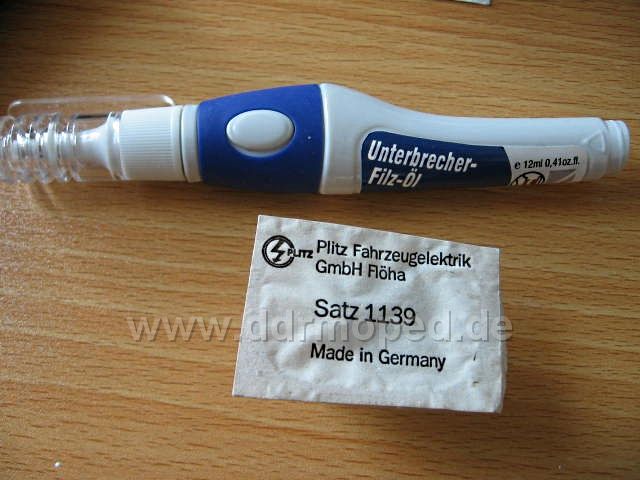 Unterbrecher-
Filz-Öl
e 12ml 0,41oz.fl.
PLITZ
Plitz Fahrzeugelektrik
GmbH Flöha
Satz 1139
www.ddrmoped.de
Made in Germany